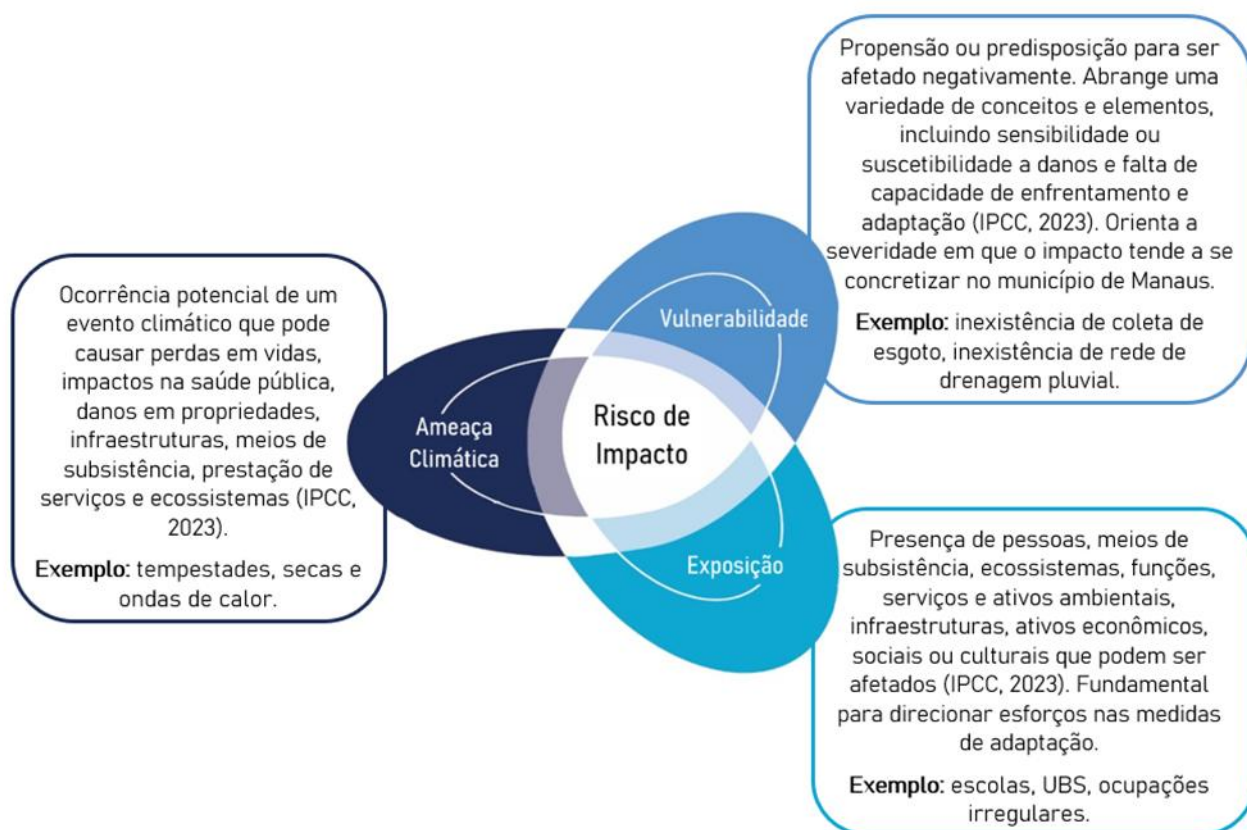 Propensão ou predisposição para ser
afetado negativamente. Abrange uma
variedade de conceitos e elementos,
incluindo sensibilidade ou
suscetibilidade a danos e falta de
capacidade de enfrentamento e
adaptação (IPCC, 2023). Orienta a
severidade em que o impacto tende a se
concretizar no município de Manaus.
Exemplo: inexistência de coleta de
esgoto, inexistência de rede de
drenagem pluvial.
Ocorrência potencial de um
evento climático que pode
causar perdas em vidas,
impactos na saúde pública,
danos em propriedades,
infraestruturas, meios de
subsistência, prestação de
serviços e ecossistemas (IPCC,
2023).
Exemplo: tempestades, secas e
ondas de calor.
Vulnerabilidade
Ameaça
Climática
Risco de
Impacto
Exposição
Presença de pessoas, meios de
subsistência, ecossistemas, funções,
serviços e ativos ambientais,
infraestruturas, ativos econômicos,
sociais ou culturais que podem ser
afetados (IPCC, 2023). Fundamental
para direcionar esforços nas medidas
de adaptação.
Exemplo: escolas, UBS, ocupações
irregulares.